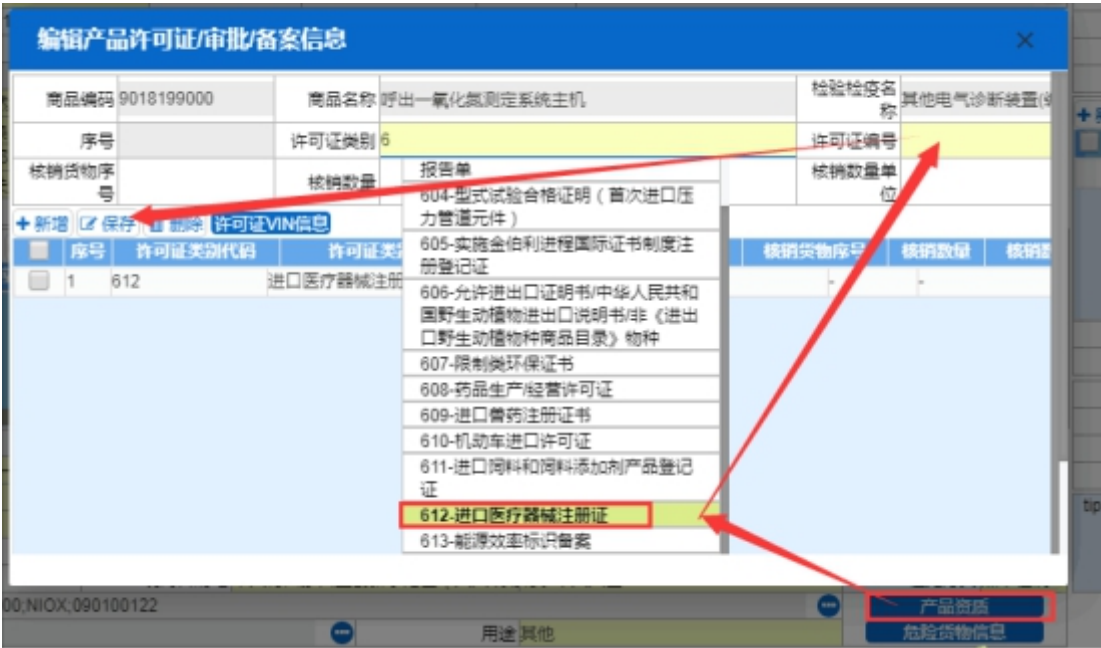 编辑产品许可证/审批/备案信息
商品编码 9018199000 商品名称 呼出一氧化氮测定系统主机 检验检疫名
称 其他电气诊断装置(
序号 许可证类别 6 许可证编号
核销货物序
号 核销数量 核销数量单
位
报告单
604-型式试验合格证明(首次进口压
力管道元件)
605-实施金伯利进程国际证书制度注
册登记证
606-允许进出口证明书/中华人民共和
国野生动植物进出口说明书/非《进出
口野生动植物种商品目录》物种
607-限制类环保证书
608-药品生产/经营许可证
609-进口兽药注册证书
610-机动车进口许可证
611-进口饲料和饲料添加剂产品登记
证
612-进口医疗器械注册证
613-能源效率标识备案
新增 保存 删除 许可证VIN信息
序号 许可证类别代码 许可证类 核销货物序号 核销数量 核销
1 612 进口医疗器械注册 - -
00;NIOX;090100122 产品资质
用途 其他 危险货物信息
tip